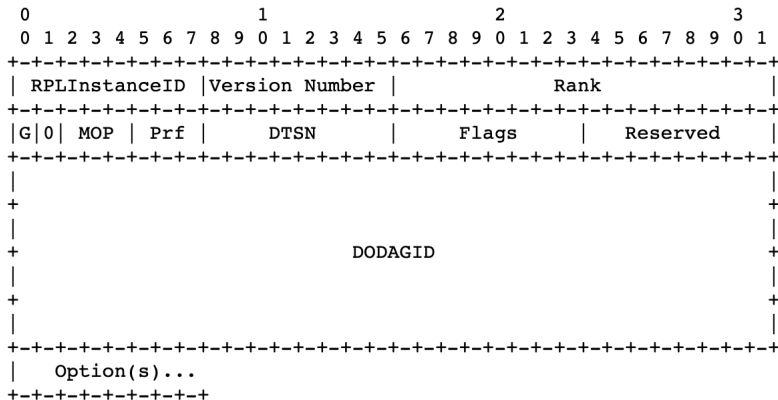 0                   1                   2                   3
 0 1 2 3 4 5 6 7 8 9 0 1 2 3 4 5 6 7 8 9 0 1 2 3 4 5 6 7 8 9 0 1
+-+-+-+-+-+-+-+-+-+-+-+-+-+-+-+-+-+-+-+-+-+-+-+-+-+-+-+-+-+-+-+-+
| RPLInstanceID |Version Number |             Rank              |
+-+-+-+-+-+-+-+-+-+-+-+-+-+-+-+-+-+-+-+-+-+-+-+-+-+-+-+-+-+-+-+-+
|G|0| MOP | Prf |     DTSN      |     Flags     |   Reserved    |
+-+-+-+-+-+-+-+-+-+-+-+-+-+-+-+-+-+-+-+-+-+-+-+-+-+-+-+-+-+-+-+-+
|                                                               |
+                                                               +
|                                                               |
+                            DODAGID                            +
|                                                               |
+                                                               +
|                                                               |
+-+-+-+-+-+-+-+-+-+-+-+-+-+-+-+-+-+-+-+-+-+-+-+-+-+-+-+-+-+-+-+-+
|   Option(s)...
+-+-+-+-+-+-+-+-+